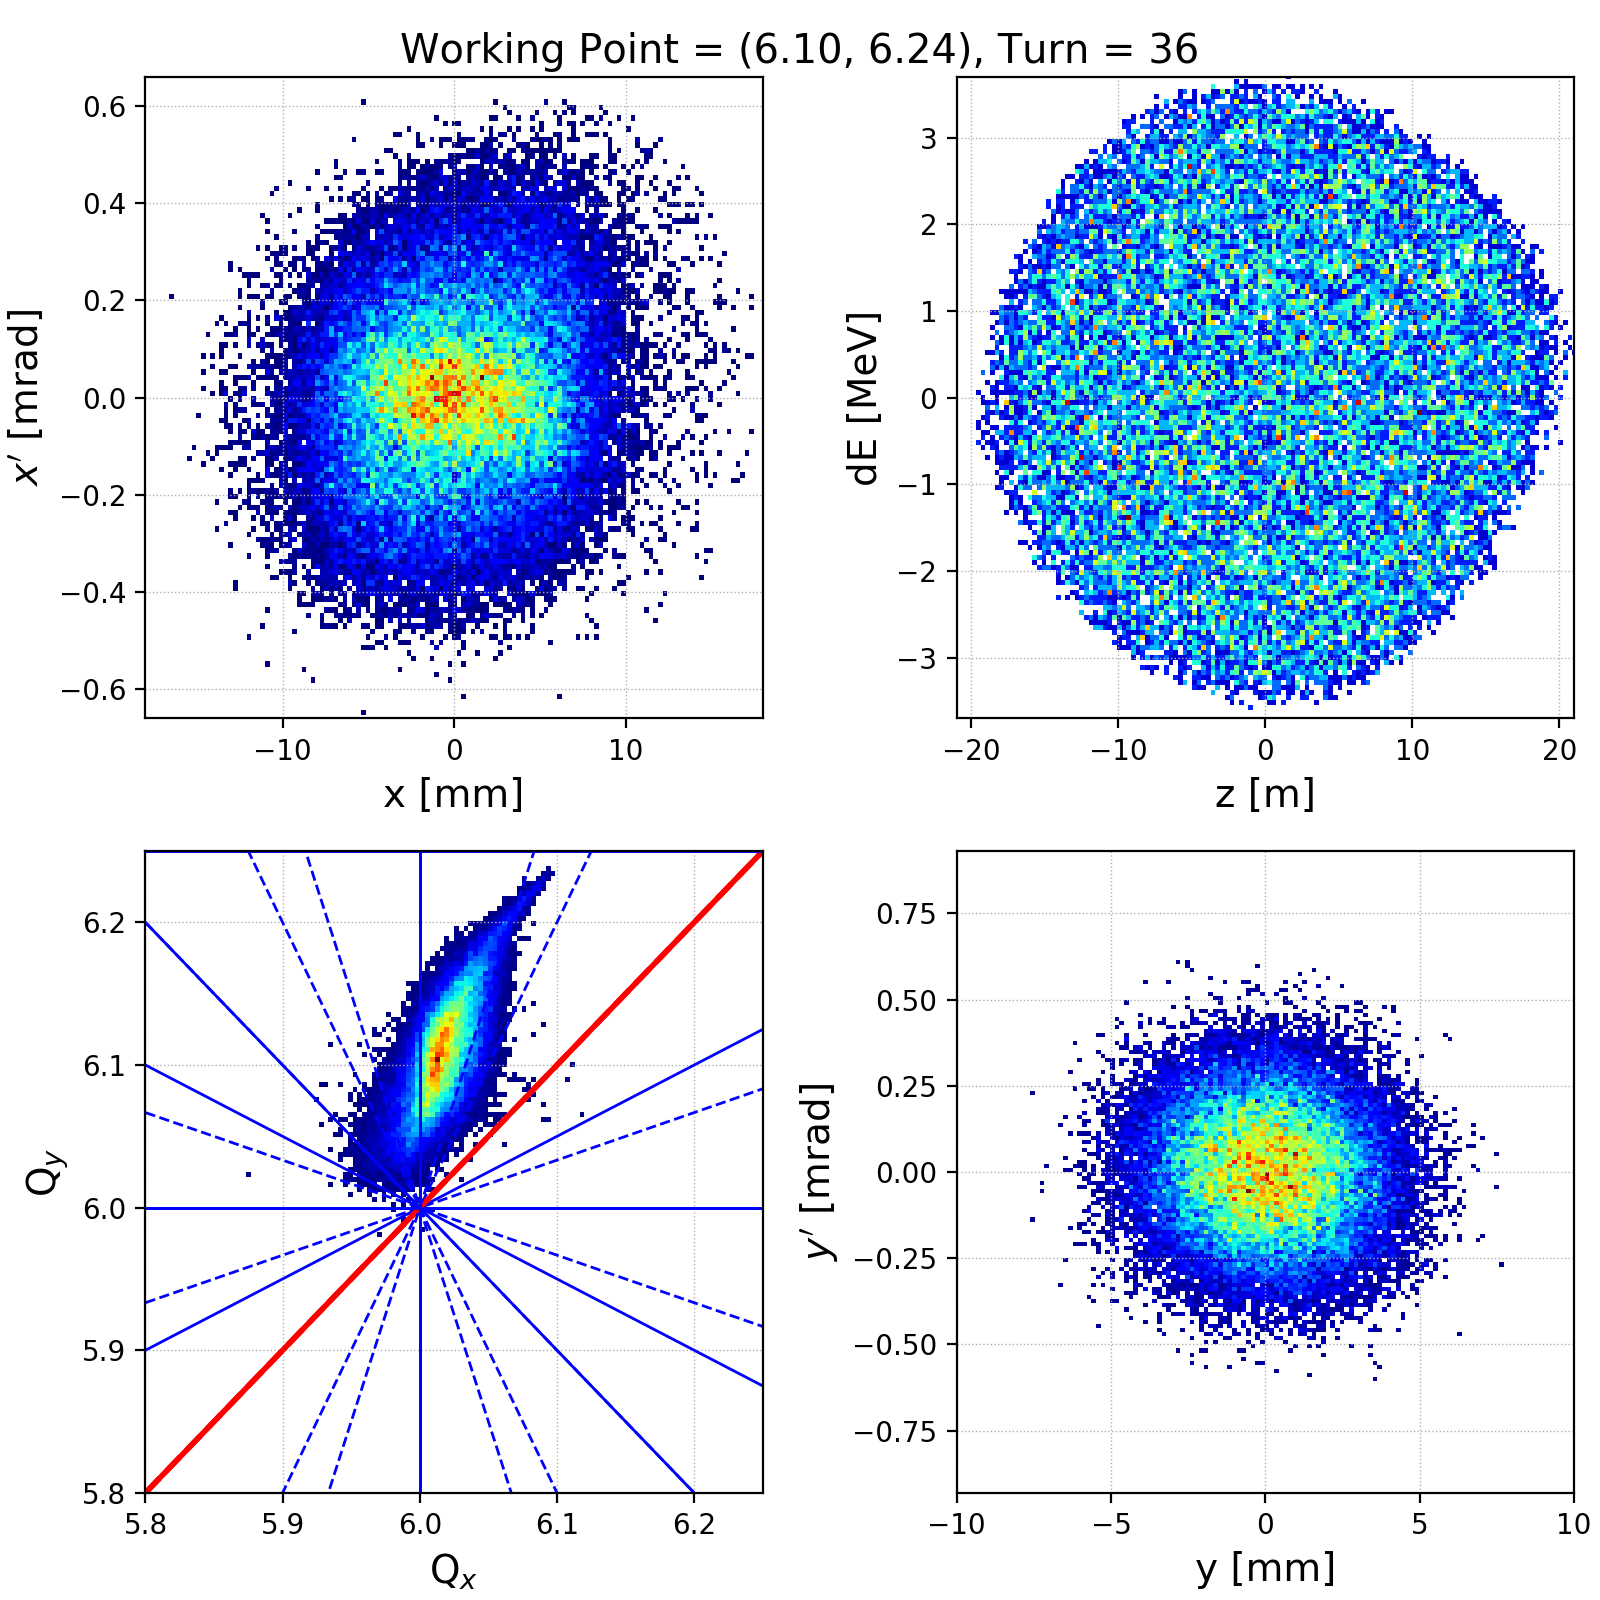 Working Point = (6.10, 6.24), Turn = 36
0.6
0.4
0.2
0.0
−0.2
−0.4
−0.6
x′ [mrad]
−10 0 10
x [mm]
3
2
1
0
−1
−2
−3
dE [MeV]
−20 −10 0 10 20
z [m]
6.2
6.1
6.0
5.9
5.8
Qy
5.8 5.9 6.0 6.1 6.2
Qx
0.75
0.50
0.25
0.00
−0.25
−0.50
−0.75
y′ [mrad]
−10 −5 0 5 10
y [mm]